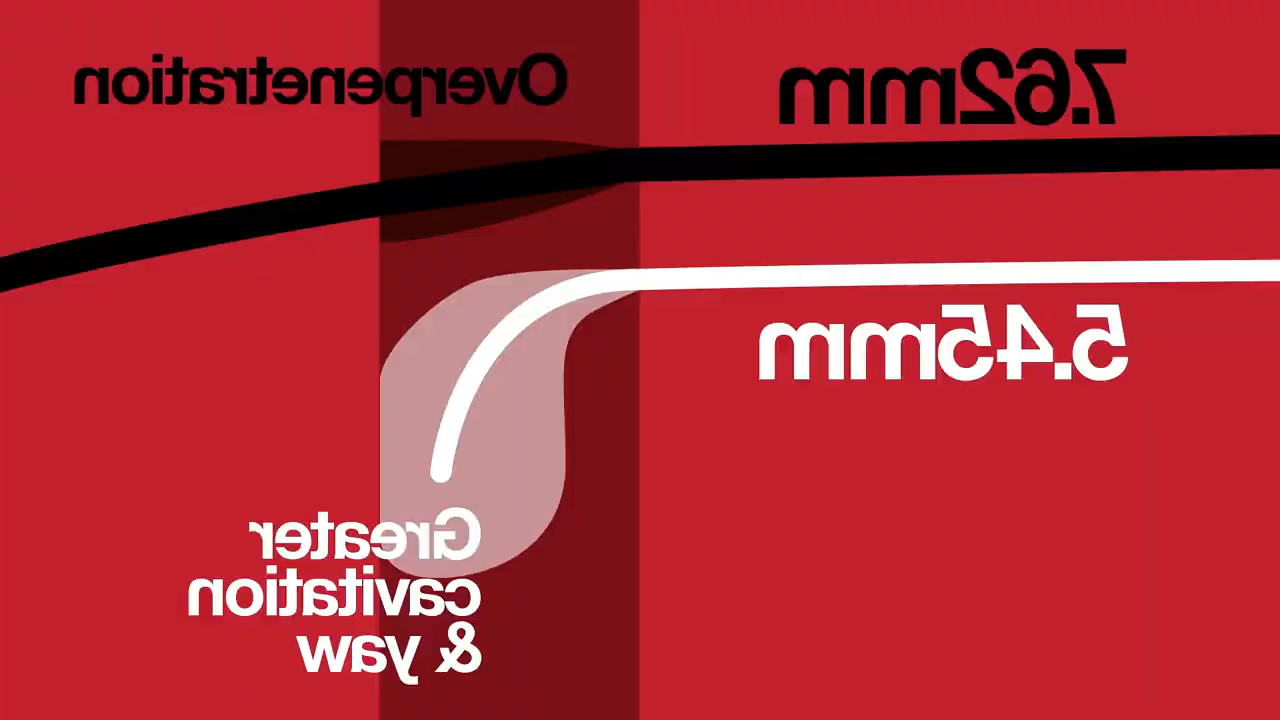 7.62mm
Overpenetration
5.45mm
Greater
cavitation
& yaw